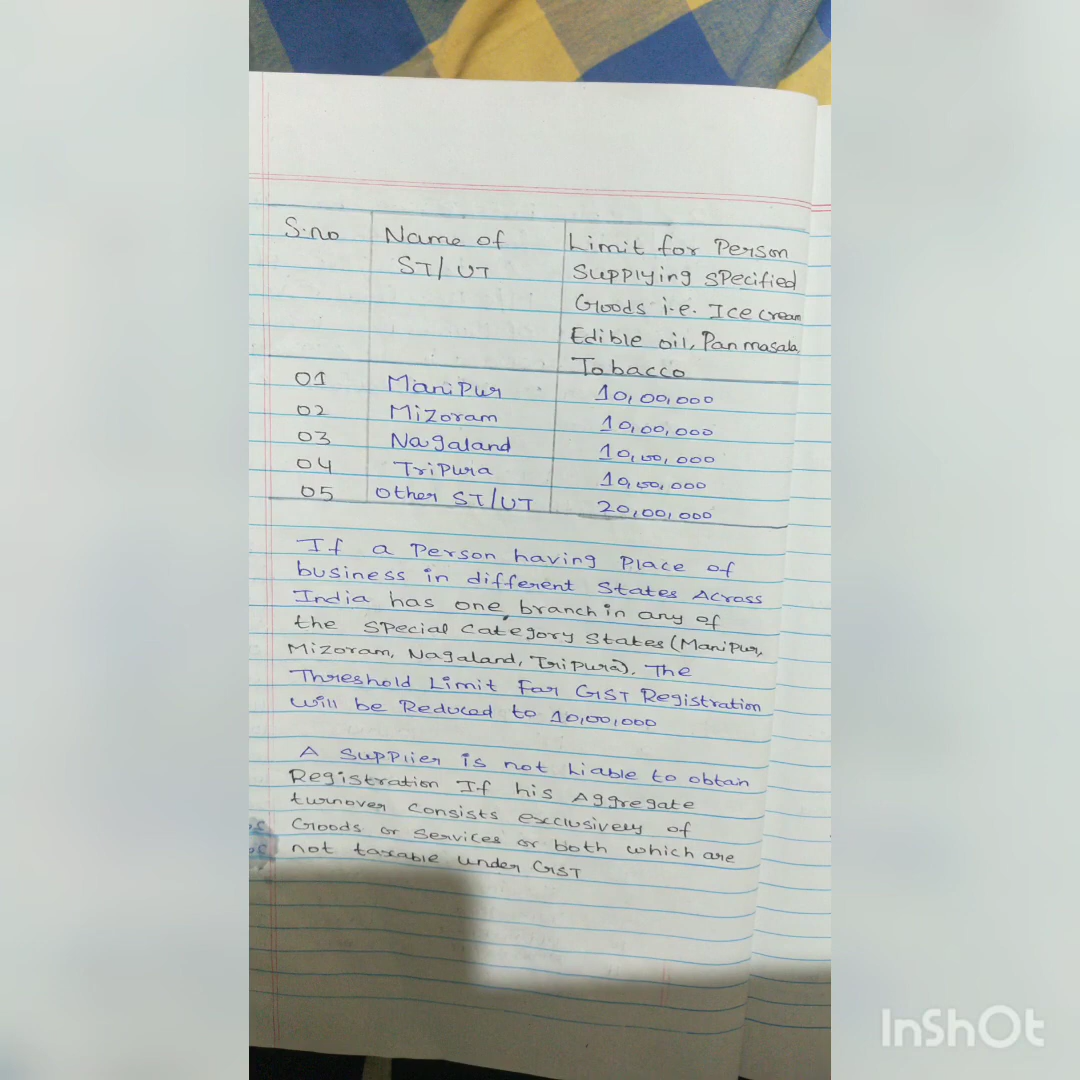 S.no Name of ST/UT Limit for Person
Supplying specified
Goods i.e. Ice cream
Edible oil, Pan masala
Tobacco
01 Manipur 10,00,000
02 Mizoram 10,00,000
03 Nagaland 10,00,000
04 Tripura 10,00,000
05 other ST/UT 20,00,000
If a Person having Place of
business in different States Across
India has one branch in any of
the special category states (Manipur,
Mizoram, Nagaland, Tripura), The
Threshold Limit For GST Registration
will be Reduced to 10,00,000
A supplier is not Liable to obtain
Registration If his Aggregate
turnover consists exclusively of
Goods or services or both which are
not taxable under GST
InShOt